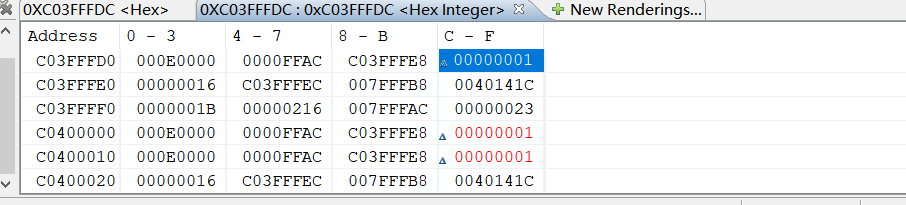 0XC03FFFDC <Hex> 0XC03FFFDC : 0xC03FFFDC <Hex Integer> New Renderings...
Address 0 - 3 4 - 7 8 - B C - F
C03FFFD0 000E0000 0000FFAC C03FFFE8 00000001
C03FFFE0 00000016 C03FFFEC 007FFFB8 0040141C
C03FFFF0 0000001B 00000216 007FFFAC 00000023
C0400000 000E0000 0000FFAC C03FFFE8 00000001
C0400010 000E0000 0000FFAC C03FFFE8 00000001
C0400020 00000016 C03FFFEC 007FFFB8 0040141C